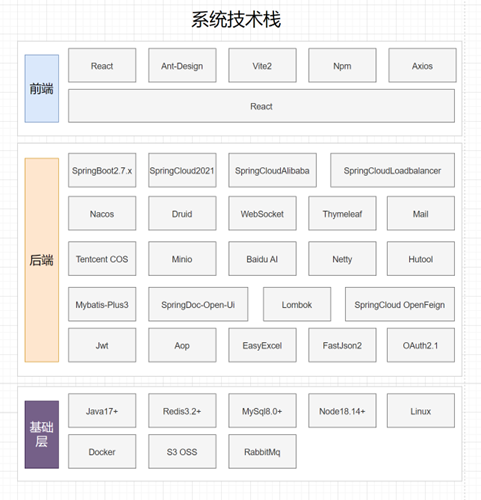 系统技术栈
前端
React
Ant-Design
Vite2
Npm
Axios
React
后端
SpringBoot2.7.x
SpringCloud2021
SpringCloudAlibaba
SpringCloudLoadbalancer
Nacos
Druid
WebSocket
Thymeleaf
Mail
Tentcent COS
Minio
Baidu AI
Netty
Hutool
Mybatis-Plus3
SpringDoc-Open-Ui
Lombok
SpringCloud OpenFeign
Jwt
Aop
EasyExcel
FastJson2
OAuth2.1
基础
层
Java17+
Redis3.2+
MySql8.0+
Node18.14+
Linux
Docker
S3 OSS
RabbitMq